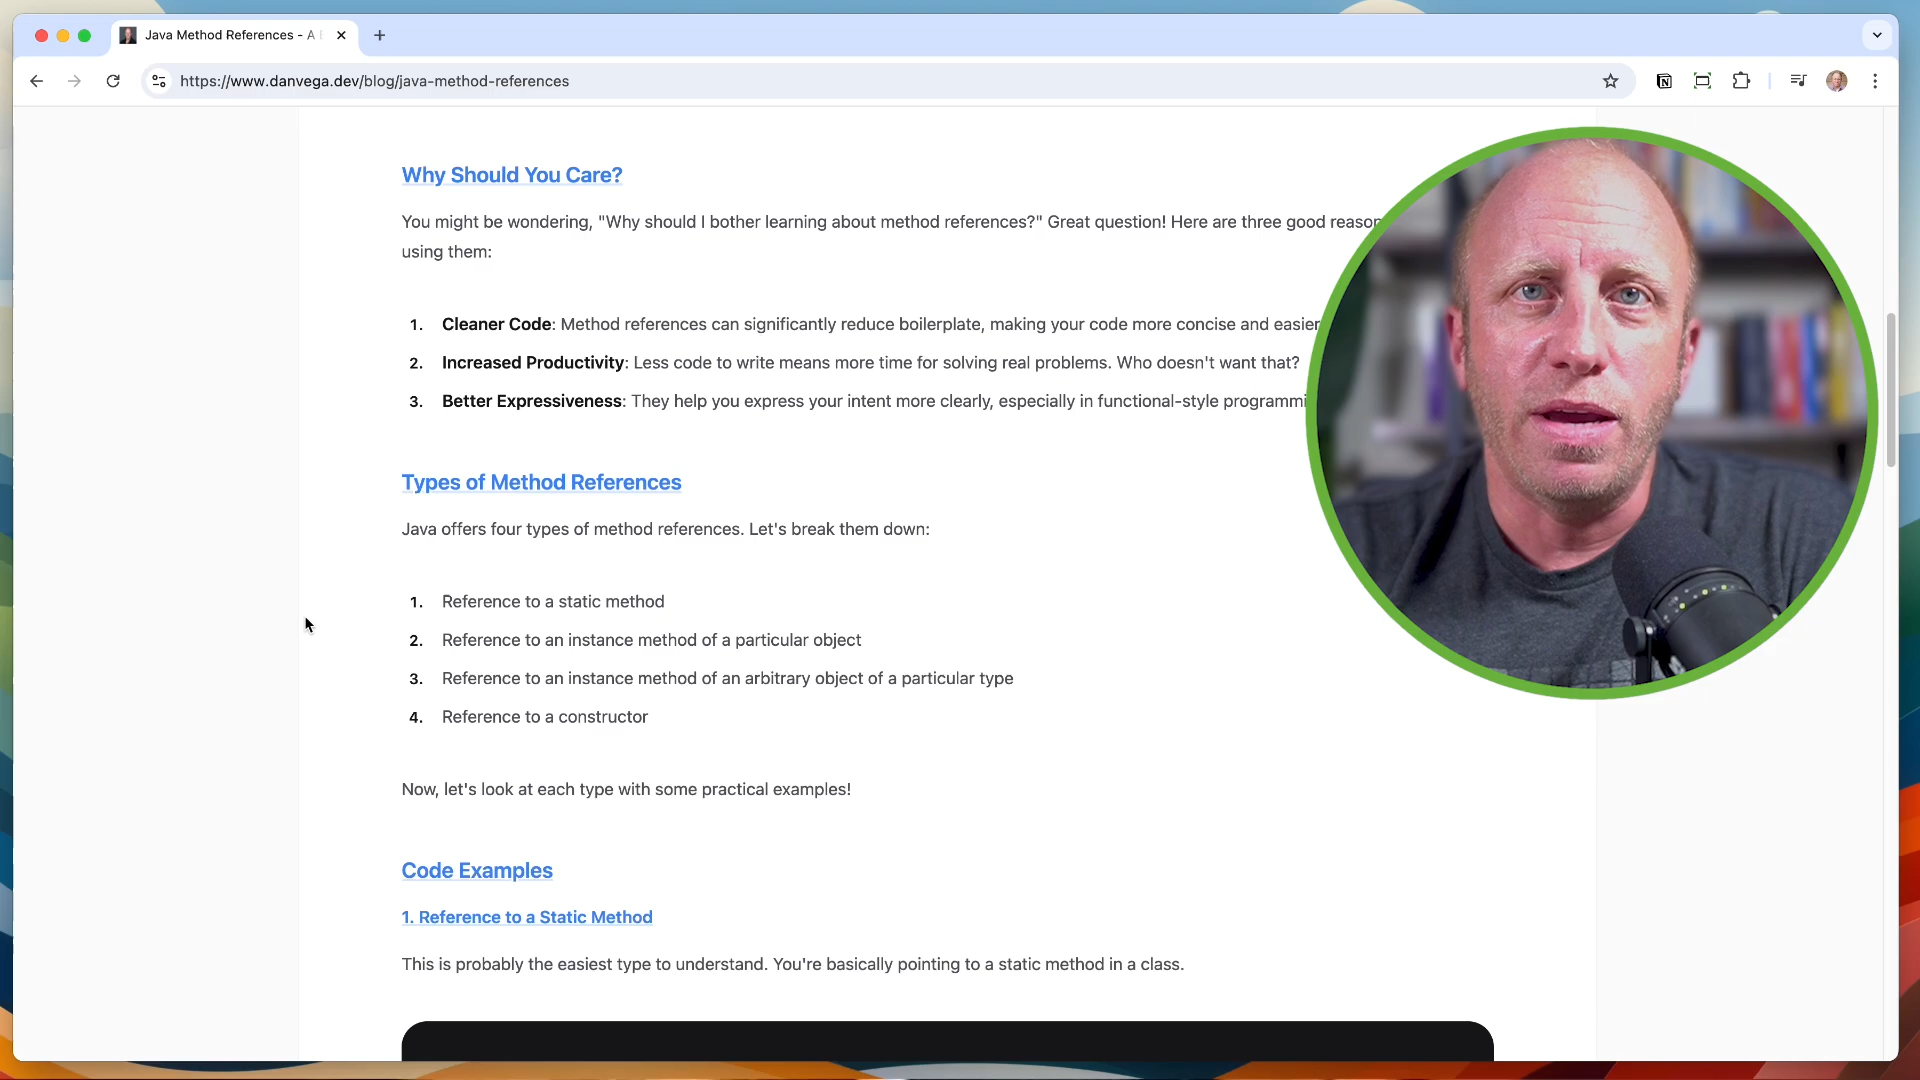 Java Method References - A
https://www.danvega.dev/blog/java-method-references
Why Should You Care?
You might be wondering, "Why should I bother learning about method references?" Great question! Here are three good reason
using them:
1. Cleaner Code: Method references can significantly reduce boilerplate, making your code more concise and easier
2. Increased Productivity: Less code to write means more time for solving real problems. Who doesn't want that?
3. Better Expressiveness: They help you express your intent more clearly, especially in functional-style programmi
Types of Method References
Java offers four types of method references. Let's break them down:
1. Reference to a static method
2. Reference to an instance method of a particular object
3. Reference to an instance method of an arbitrary object of a particular type
4. Reference to a constructor
Now, let's look at each type with some practical examples!
Code Examples
1. Reference to a Static Method
This is probably the easiest type to understand. You're basically pointing to a static method in a class.